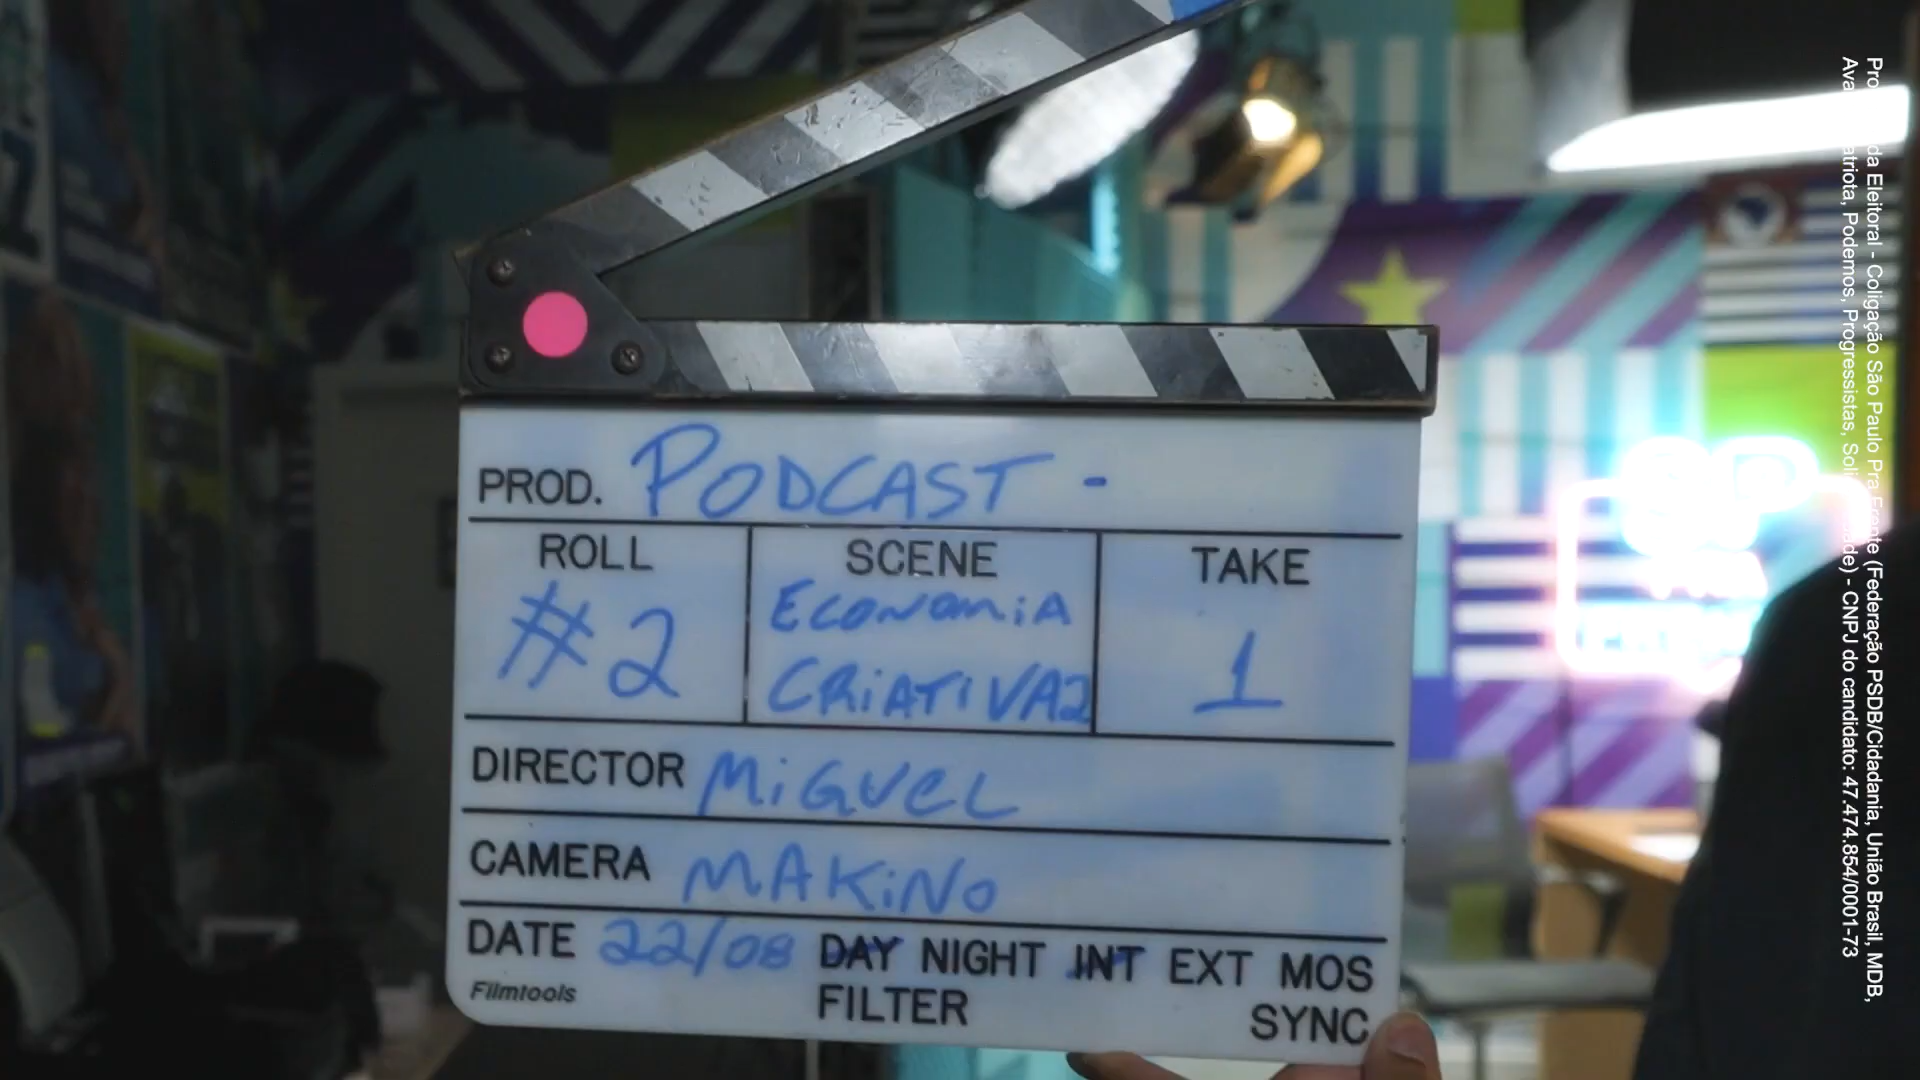 PROD. PODCAST -
ROLL SCENE TAKE
#2 ECONOMIA CRIATIVA2 1
DIRECTOR MIGUEL
CAMERA MAKINO
DATE 22/08 DAY NIGHT INT EXT MOS
FILTER SYNC
Filmtools
SP
da Eleitoral - Coligação São Paulo Pra Frente (Federação PSDB/Cidadania, União Brasil, MDB,
Podemos, Progressistas, - CNPJ do candidato: 47.474.854/0001-73